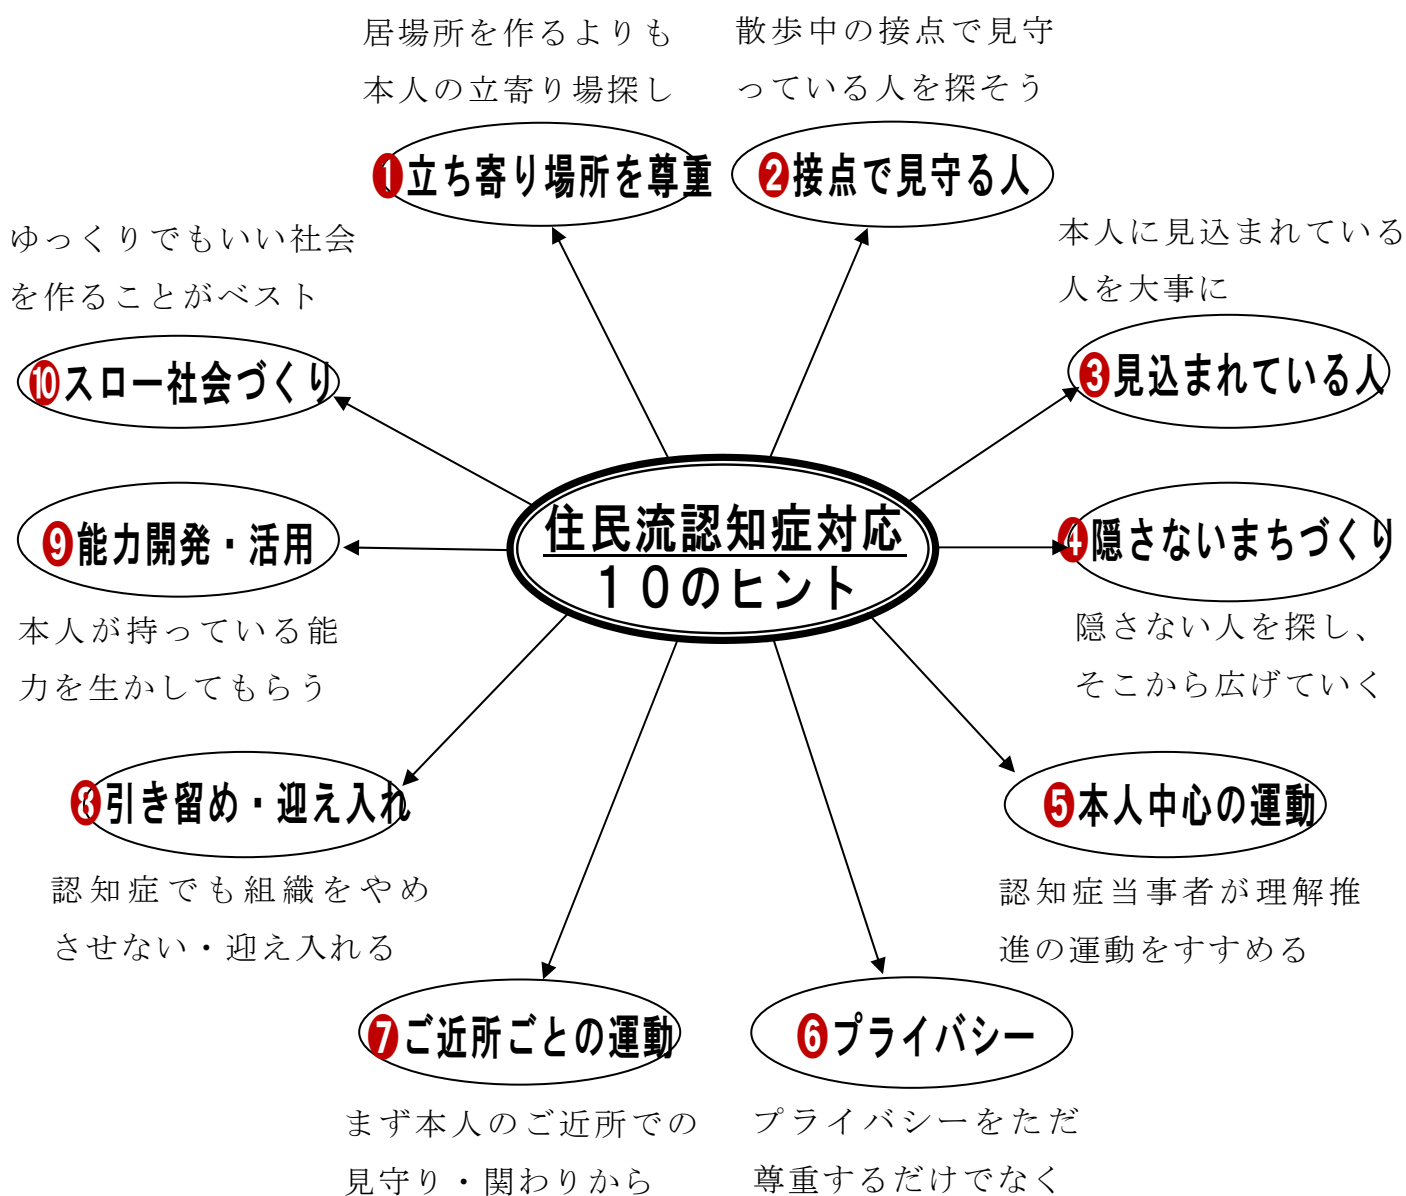 住民流認知症対応
１０のヒント
居場所を作るよりも
本人の立寄り場探し
❶立ち寄り場所を尊重
散歩中の接点で見守
っている人を探そう
❷接点で見守る人
本人に見込まれている
人を大事に
❸見込まれている人
❹隠さないまちづくり
隠さない人を探し、
そこから広げていく
❺本人中心の運動
認知症当事者が理解推
進の運動をすすめる
❻プライバシー
プライバシーをただ
尊重するだけでなく
❼ご近所ごとの運動
まず本人のご近所での
見守り・関わりから
❽引き留め・迎え入れ
認知症でも組織をやめ
させない・迎え入れる
❾能力開発・活用
本人が持っている能
力を生かしてもらう
ゆっくりでもいい社会
を作ることがベスト
❿スロー社会づくり